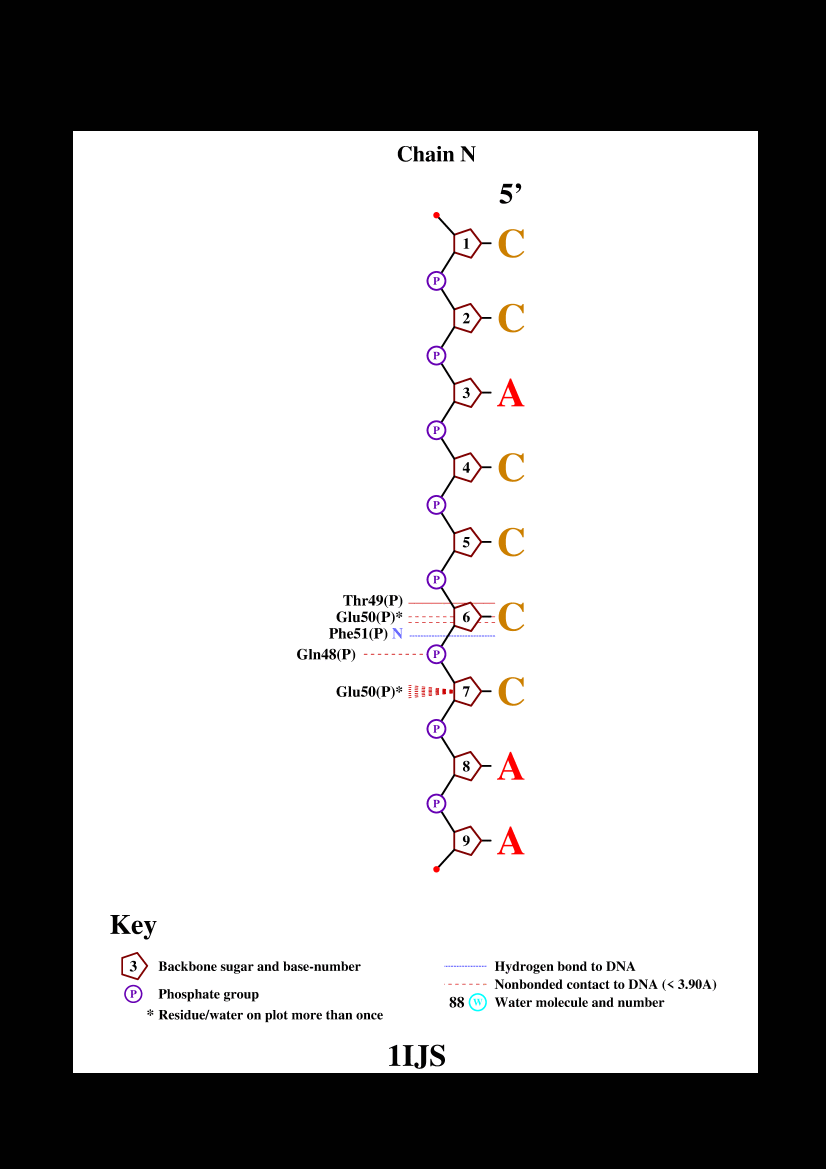 Chain N
5’
1 C
P
2 C
P
3 A
P
4 C
P
5 C
P
Thr49(P)
Glu50(P)* 6 C
Phe51(P) N
Gln48(P) P
Glu50(P)* 7 C
P
8 A
P
9 A
Key
3 Backbone sugar and base-number
P Phosphate group
* Residue/water on plot more than once
Hydrogen bond to DNA
Nonbonded contact to DNA (< 3.90A)
88 W Water molecule and number
1IJS